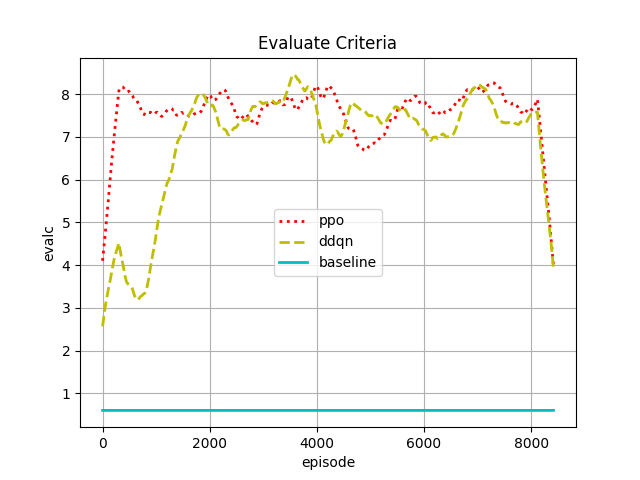 Evaluate Criteria
evalc
8
7
6
5
4
3
2
1
ppo
ddqn
baseline
0 2000 4000 6000 8000
episode